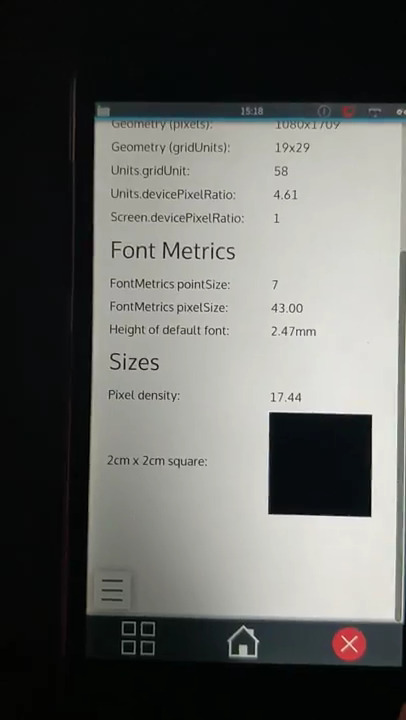 15:18
Geometry (pixels): 1080x1709
Geometry (gridUnits): 19x29
Units.gridUnit: 58
Units.devicePixelRatio: 4.61
Screen.devicePixelRatio: 1
Font Metrics
FontMetrics pointSize: 7
FontMetrics pixelSize: 43.00
Height of default font: 2.47mm
Sizes
Pixel density: 17.44
2cm x 2cm square: